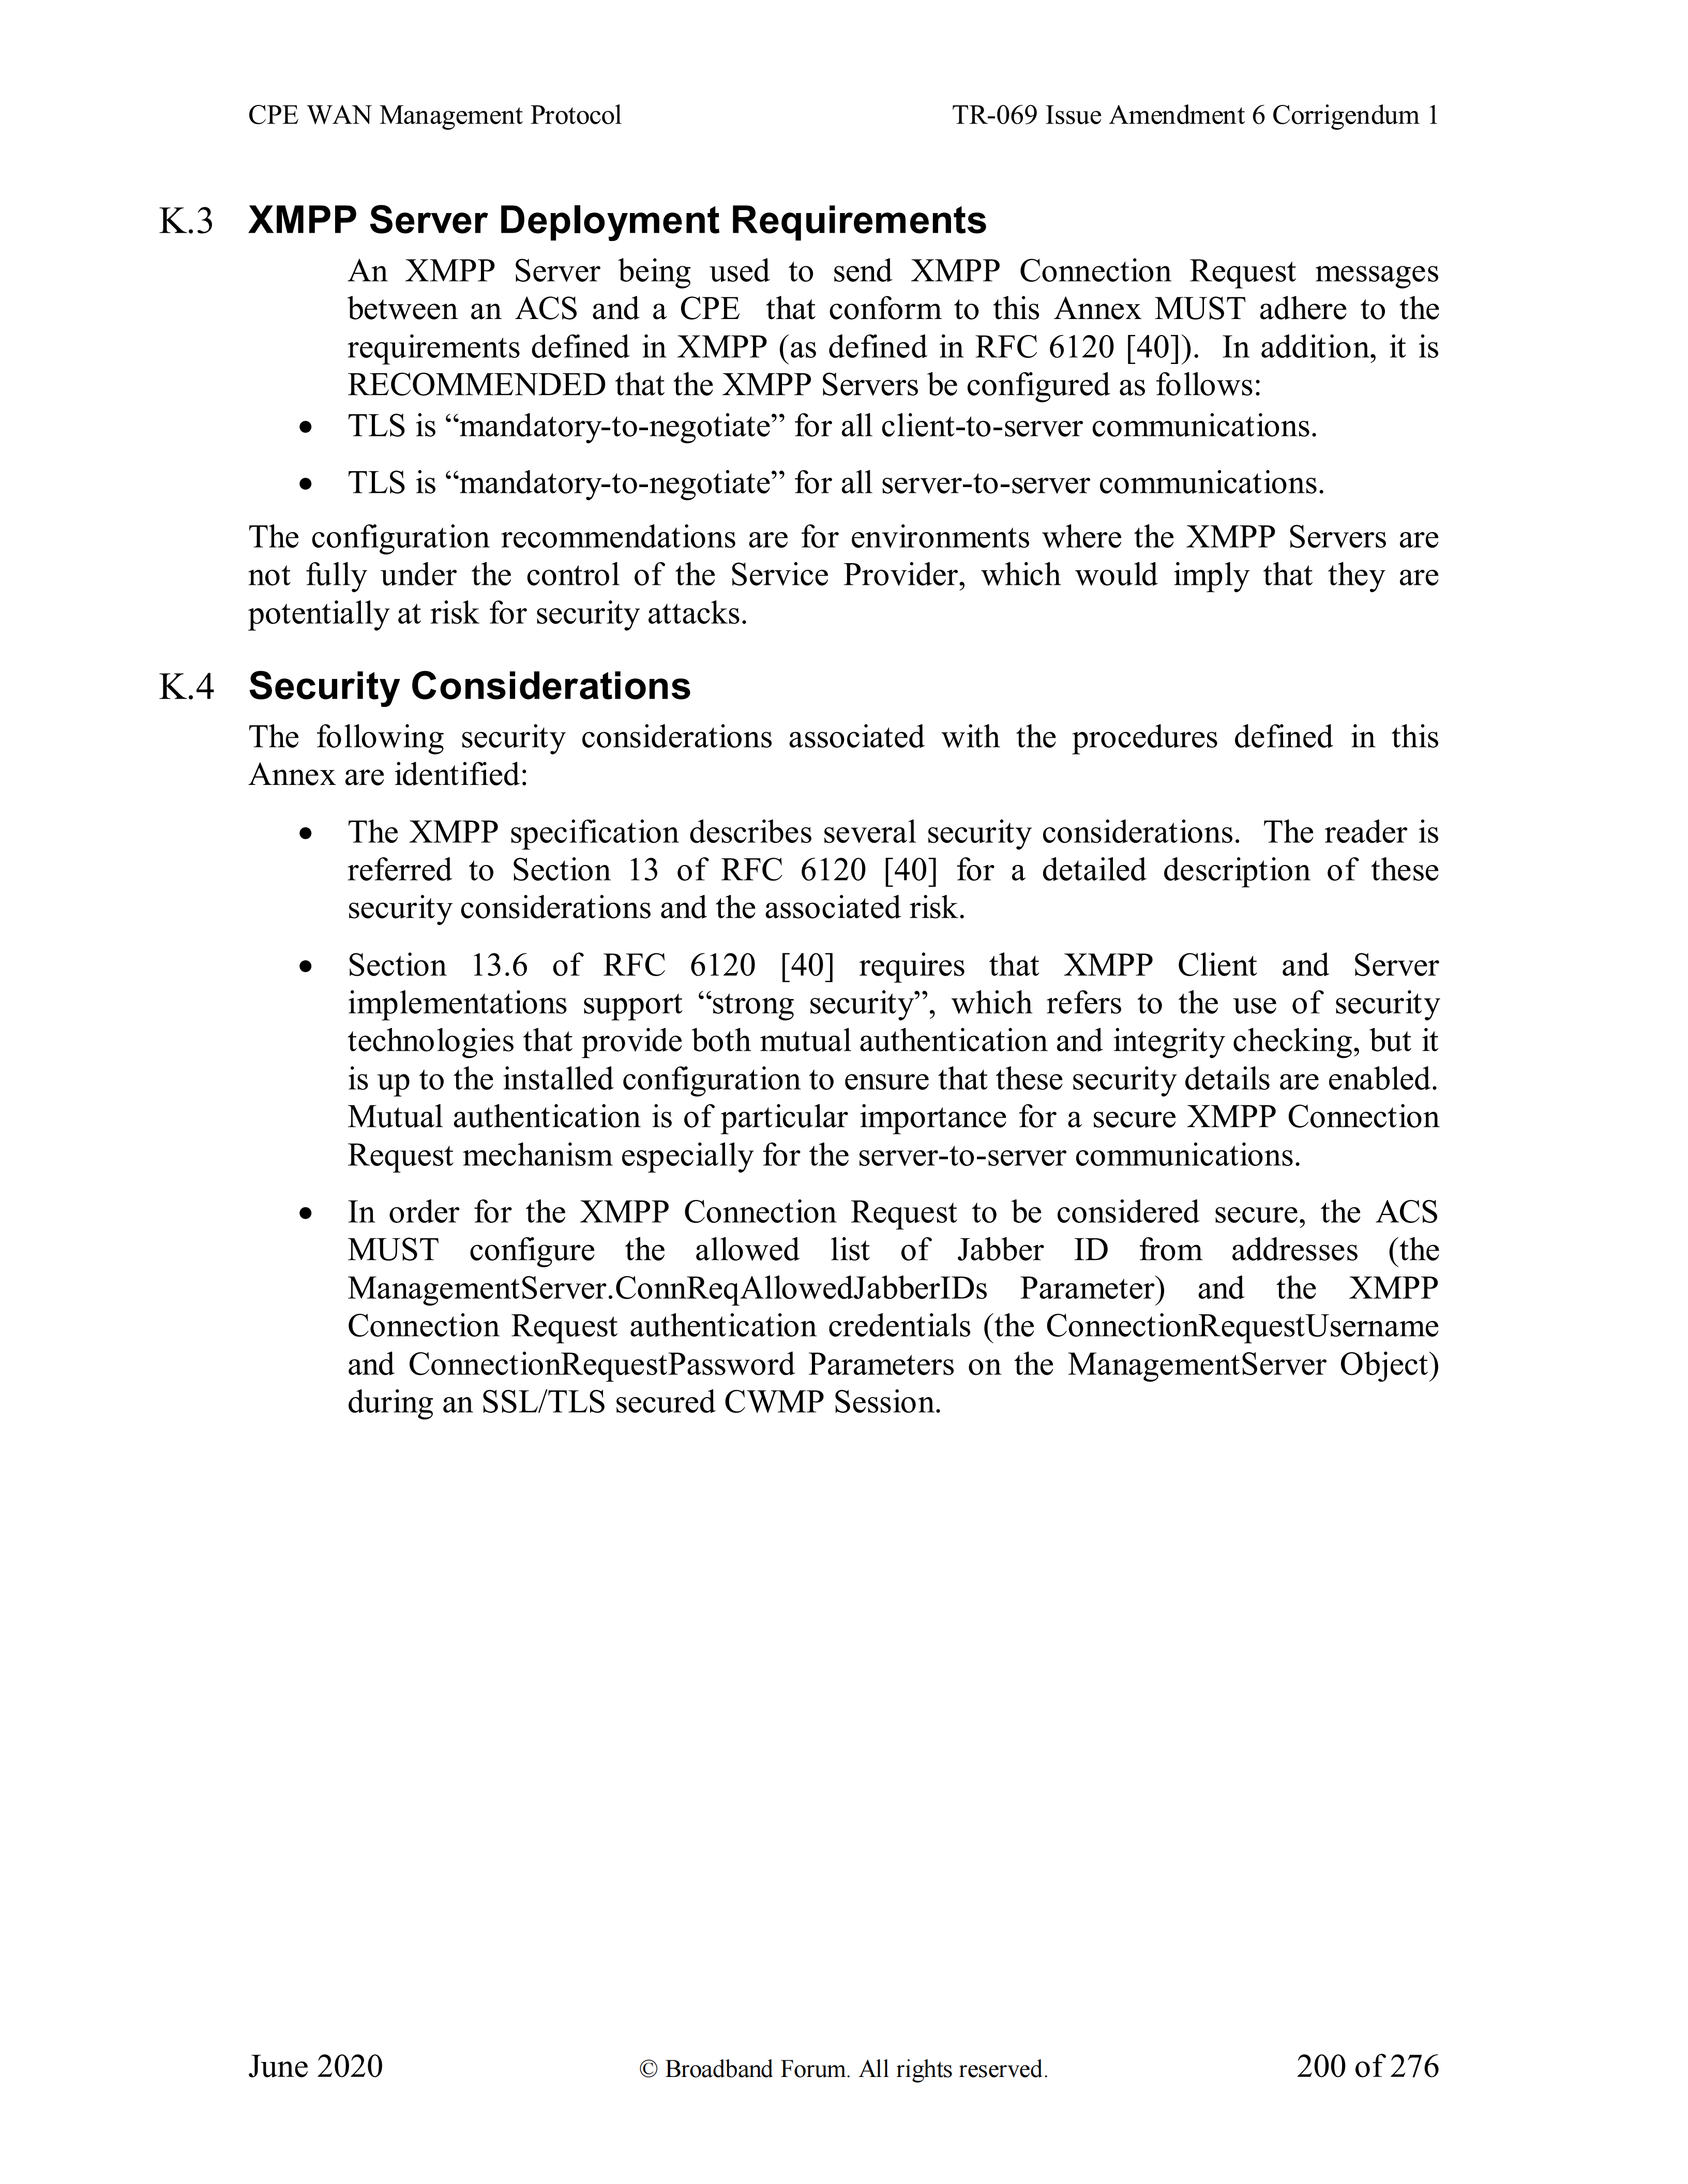 CPE WAN Management Protocol TR-069 Issue Amendment 6 Corrigendum 1
K.3 XMPP Server Deployment Requirements
An XMPP Server being used to send XMPP Connection Request messages
between an ACS and a CPE that conform to this Annex MUST adhere to the
requirements defined in XMPP (as defined in RFC 6120 [40]). In addition, it is
RECOMMENDED that the XMPP Servers be configured as follows:
• TLS is “mandatory-to-negotiate” for all client-to-server communications.
• TLS is “mandatory-to-negotiate” for all server-to-server communications.
The configuration recommendations are for environments where the XMPP Servers are
not fully under the control of the Service Provider, which would imply that they are
potentially at risk for security attacks.
K.4 Security Considerations
The following security considerations associated with the procedures defined in this
Annex are identified:
• The XMPP specification describes several security considerations. The reader is
referred to Section 13 of RFC 6120 [40] for a detailed description of these
security considerations and the associated risk.
• Section 13.6 of RFC 6120 [40] requires that XMPP Client and Server
implementations support “strong security”, which refers to the use of security
technologies that provide both mutual authentication and integrity checking, but it
is up to the installed configuration to ensure that these security details are enabled.
Mutual authentication is of particular importance for a secure XMPP Connection
Request mechanism especially for the server-to-server communications.
• In order for the XMPP Connection Request to be considered secure, the ACS
MUST configure the allowed list of Jabber ID from addresses (the
ManagementServer.ConnReqAllowedJabberIDs Parameter) and the XMPP
Connection Request authentication credentials (the ConnectionRequestUsername
and ConnectionRequestPassword Parameters on the ManagementServer Object)
during an SSL/TLS secured CWMP Session.
June 2020 © Broadband Forum. All rights reserved. 200 of 276